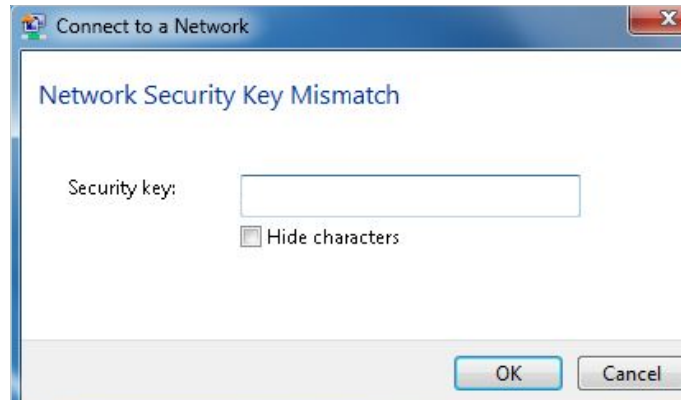 Connect to a Network
Network Security Key Mismatch
Security key:
Hide characters
OK Cancel